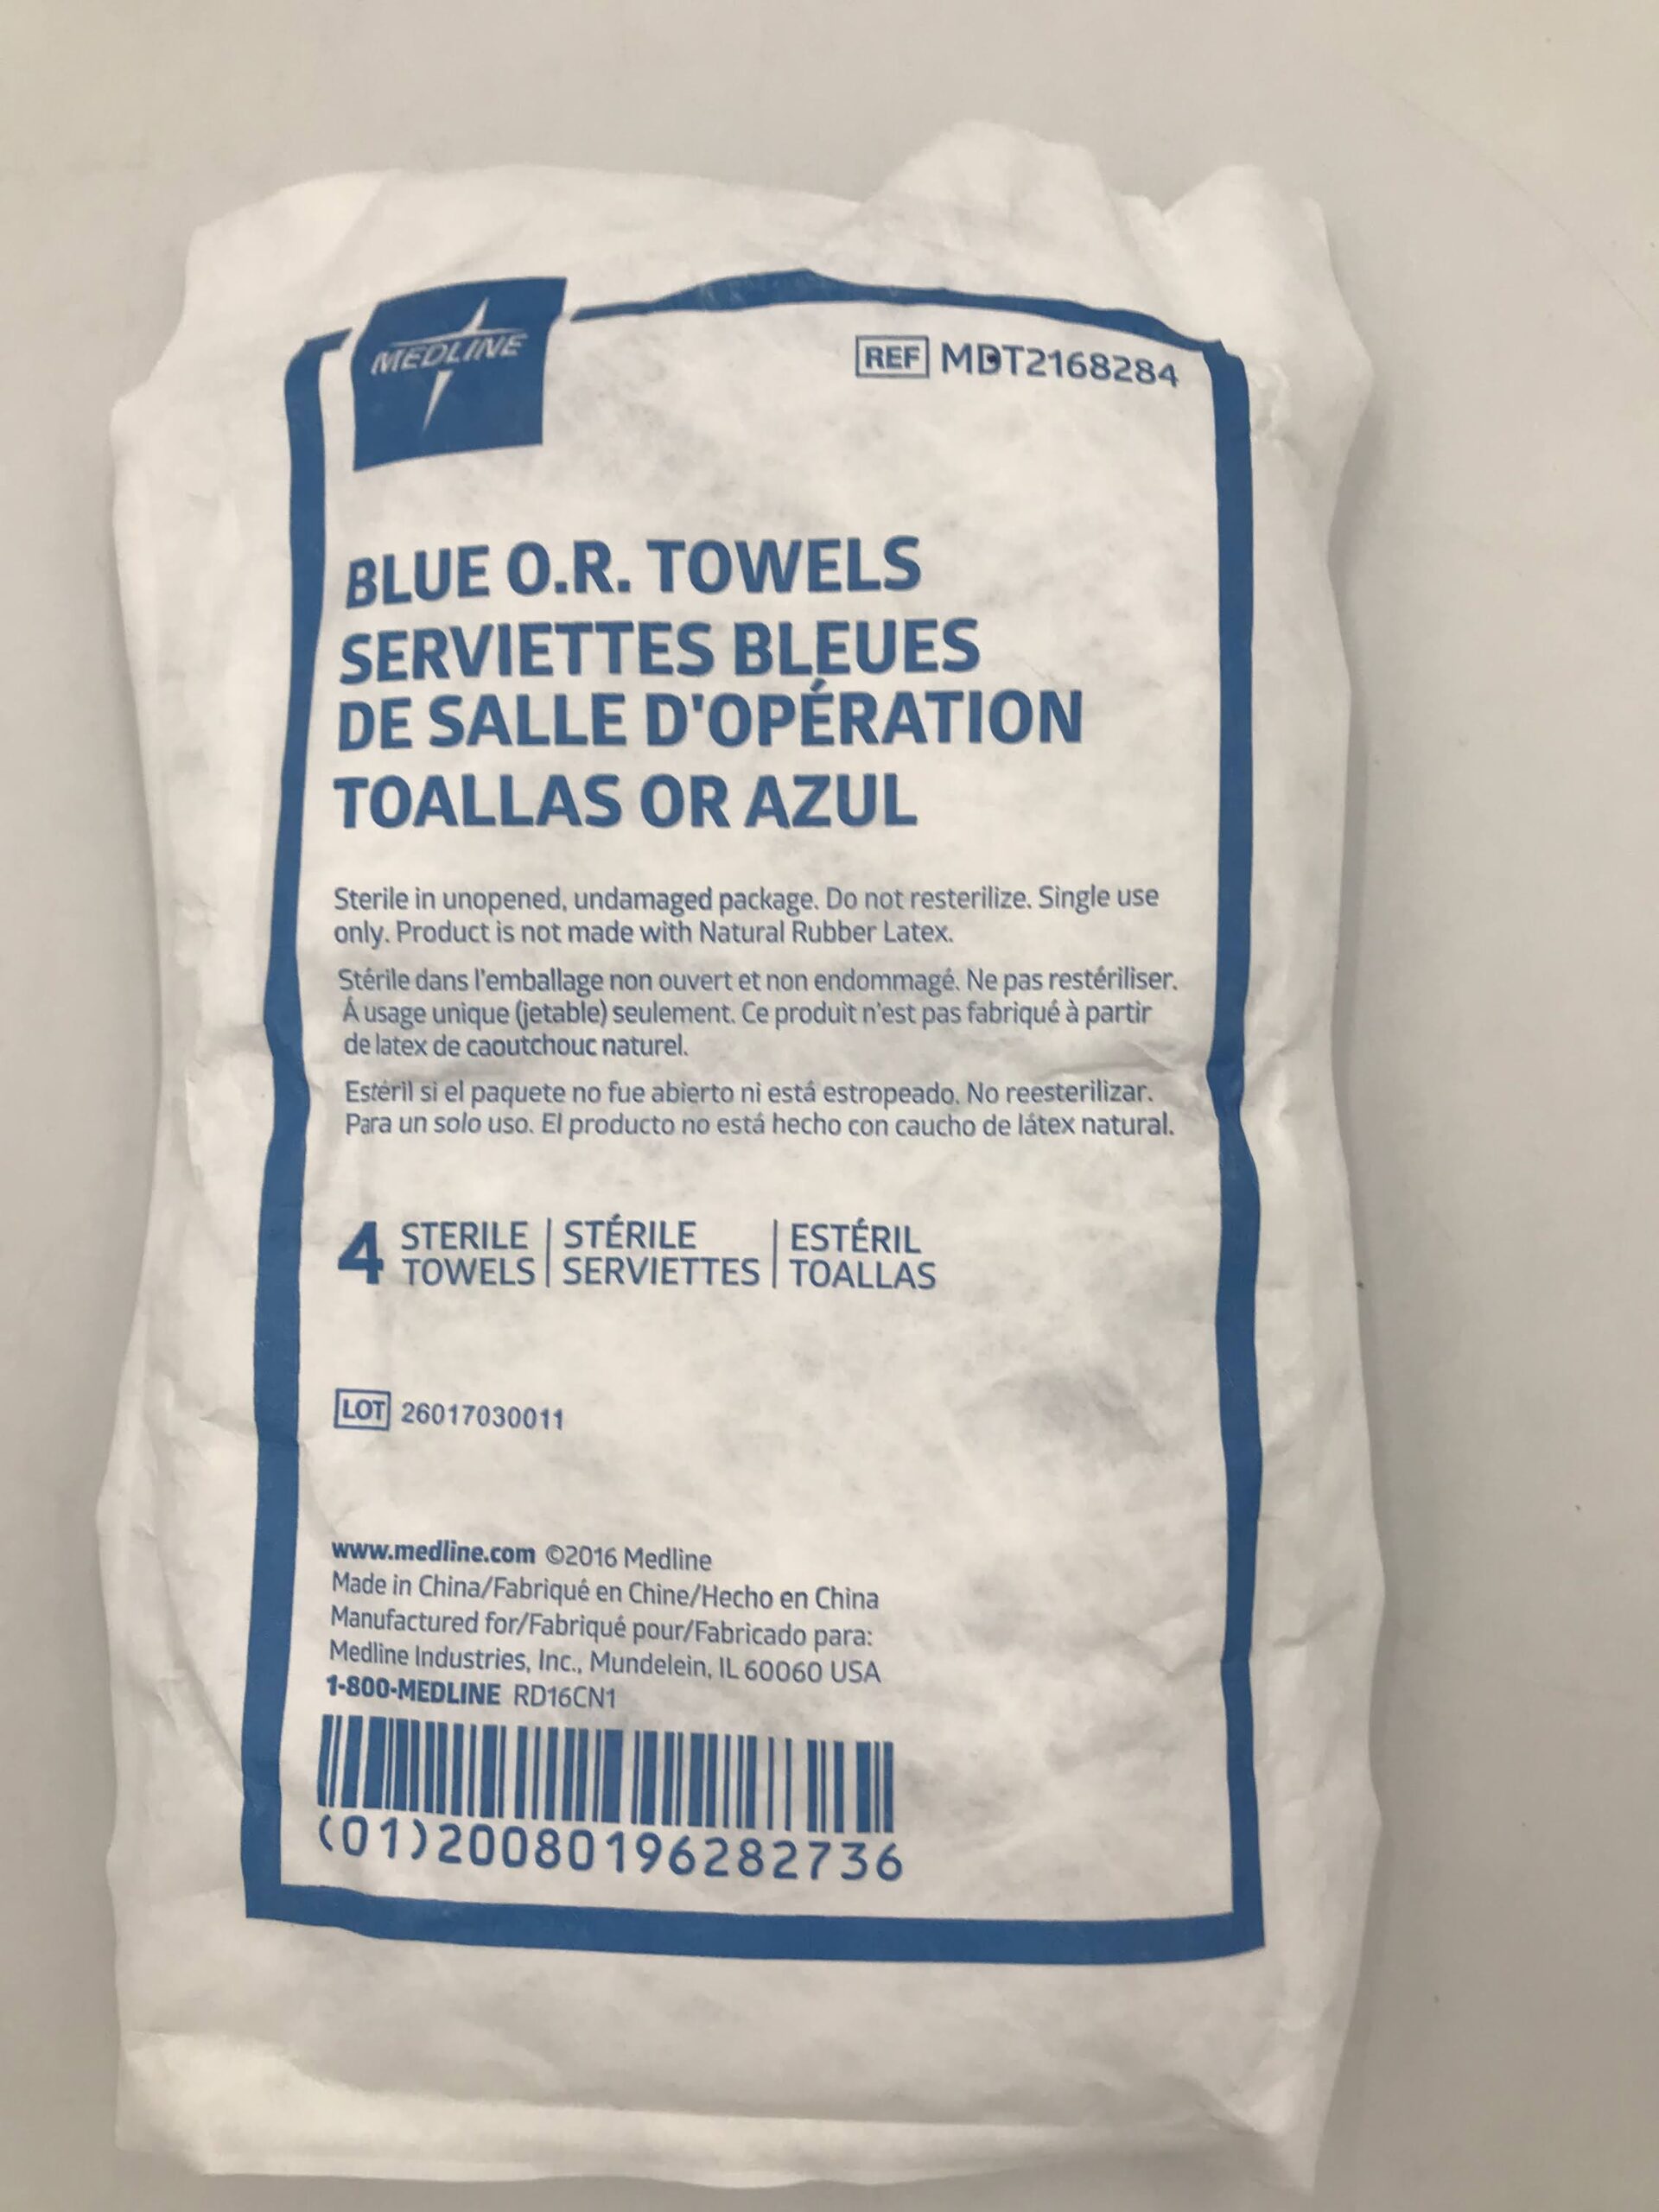 MEDLINE
REF MDT2168284
BLUE O.R. TOWELS
SERVIETTES BLEUES
DE SALLE D'OPÉRATION
TOALLAS OR AZUL
Sterile in unopened, undamaged package. Do not resterilize. Single use
only. Product is not made with Natural Rubber Latex.
Stérile dans l'emballage non ouvert et non endommagé. Ne pas restériliser.
Á usage unique (jetable) seulement. Ce produit n'est pas fabriqué à partir
de latex de caoutchouc naturel.
Estéril si el paquete no fue abierto ni está estropeado. No reesterilizar.
Para un solo uso. El producto no está hecho con caucho de látex natural.
4 STERILE TOWELS | STÉRILE SERVIETTES | ESTÉRIL TOALLAS
LOT 26017030011
www.medline.com ©2016 Medline
Made in China/Fabriqué en Chine/Hecho en China
Manufactured for/Fabriqué pour/Fabricado para:
Medline Industries, Inc., Mundelein, IL 60060 USA
1-800-MEDLINE RD16CN1
(01)20080196282736